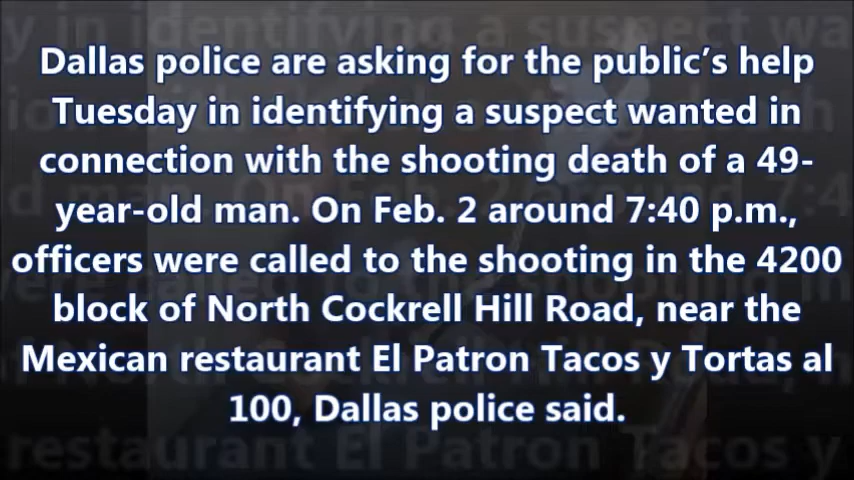 Dallas police are asking for the public’s help
Tuesday in identifying a suspect wanted in
connection with the shooting death of a 49-
year-old man. On Feb. 2 around 7:40 p.m.,
officers were called to the shooting in the 4200
block of North Cockrell Hill Road, near the
Mexican restaurant El Patron Tacos y Tortas al
100, Dallas police said.